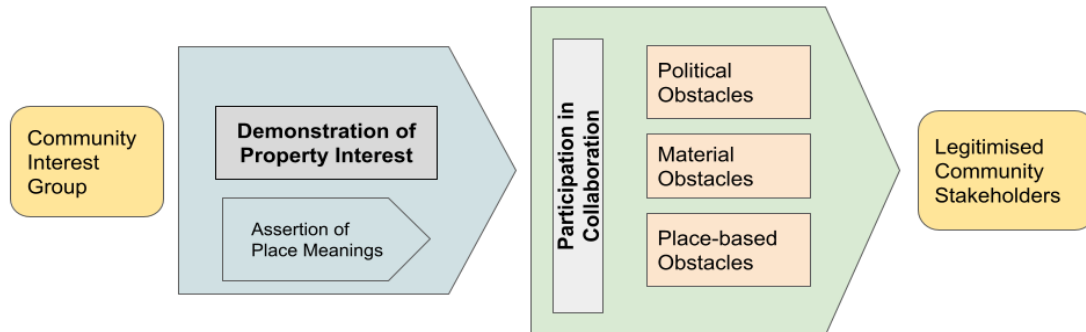 Community
Interest
Group
Demonstration of
Property Interest
Assertion of
Place Meanings
Participation in
Collaboration
Political
Obstacles
Material
Obstacles
Place-based
Obstacles
Legitimised
Community
Stakeholders